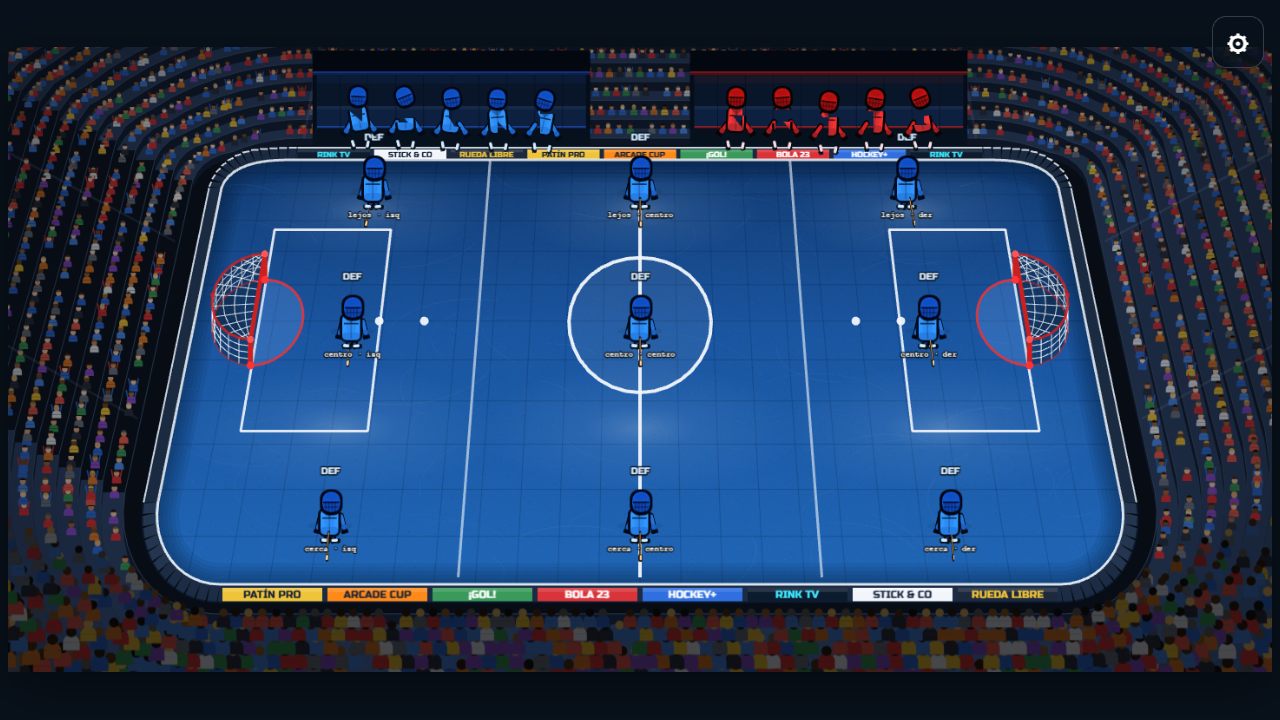 DEF DEF DEF
RINK TV STICK & CO RUEDA LIBRE PATÍN PRO ARCADE CUP ¡GOL! BOLA 23 HOCKEY+ RINK TV
lejos · izq lejos · centro lejos · der
DEF DEF DEF
centro · izq centro · centro centro · der
DEF DEF DEF
cerca · izq cerca · centro cerca · der
PATÍN PRO ARCADE CUP ¡GOL! BOLA 23 HOCKEY+ RINK TV STICK & CO RUEDA LIBRE